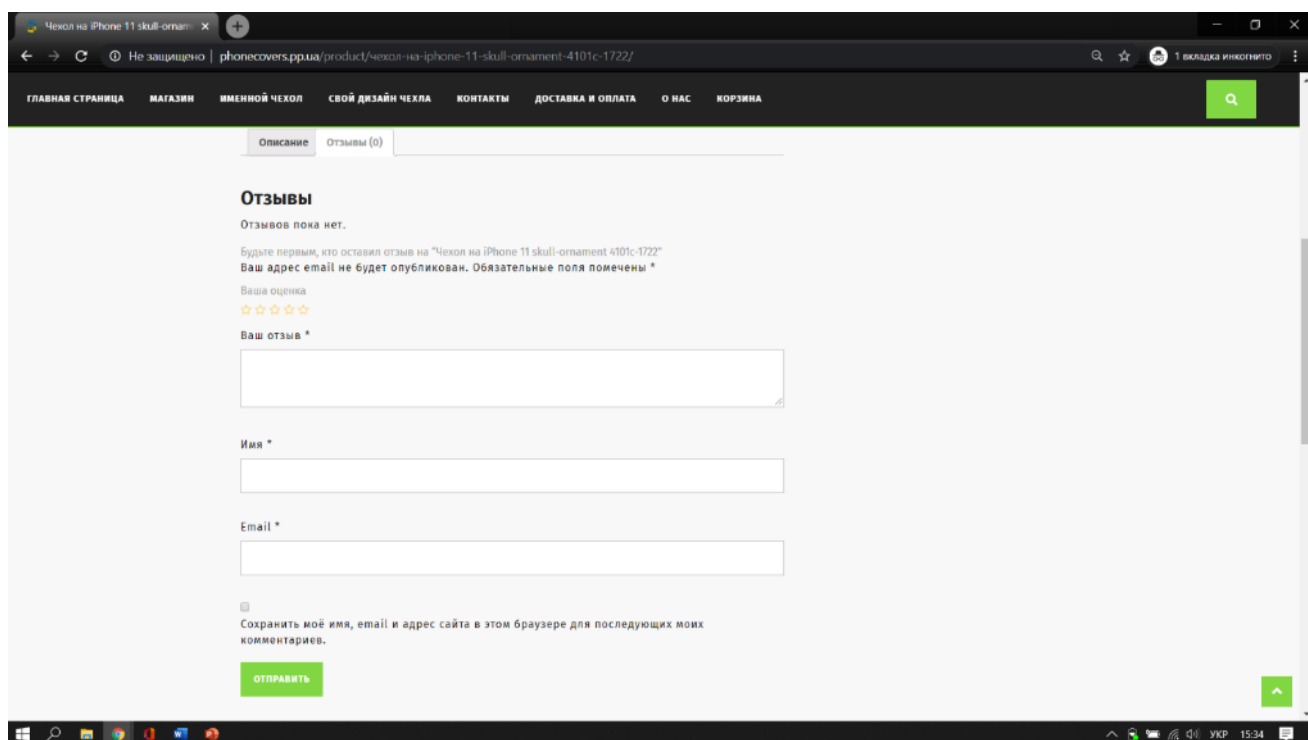 Чехол на iPhone 11 skull-ornam
Не защищено | phonecovers.pp.ua/product/чехол-на-iphone-11-skull-ornament-4101c-1722/
1 вкладка инкогнито
ГЛАВНАЯ СТРАНИЦА МАГАЗИН ИМЕННОЙ ЧЕХОЛ СВОЙ ДИЗАЙН ЧЕХЛА КОНТАКТЫ ДОСТАВКА И ОПЛАТА О НАС КОРЗИНА
Описание Отзывы (0)
Отзывы
Отзывов пока нет.
Будьте первым, кто оставил отзыв на "Чехол на iPhone 11 skull-ornament 4101c-1722"
Ваш адрес email не будет опубликован. Обязательные поля помечены *
Ваша оценка
Ваш отзыв *
Имя *
Email *
Сохранить моё имя, email и адрес сайта в этом браузере для последующих моих
комментариев.
ОТПРАВИТЬ
УКР 15:34